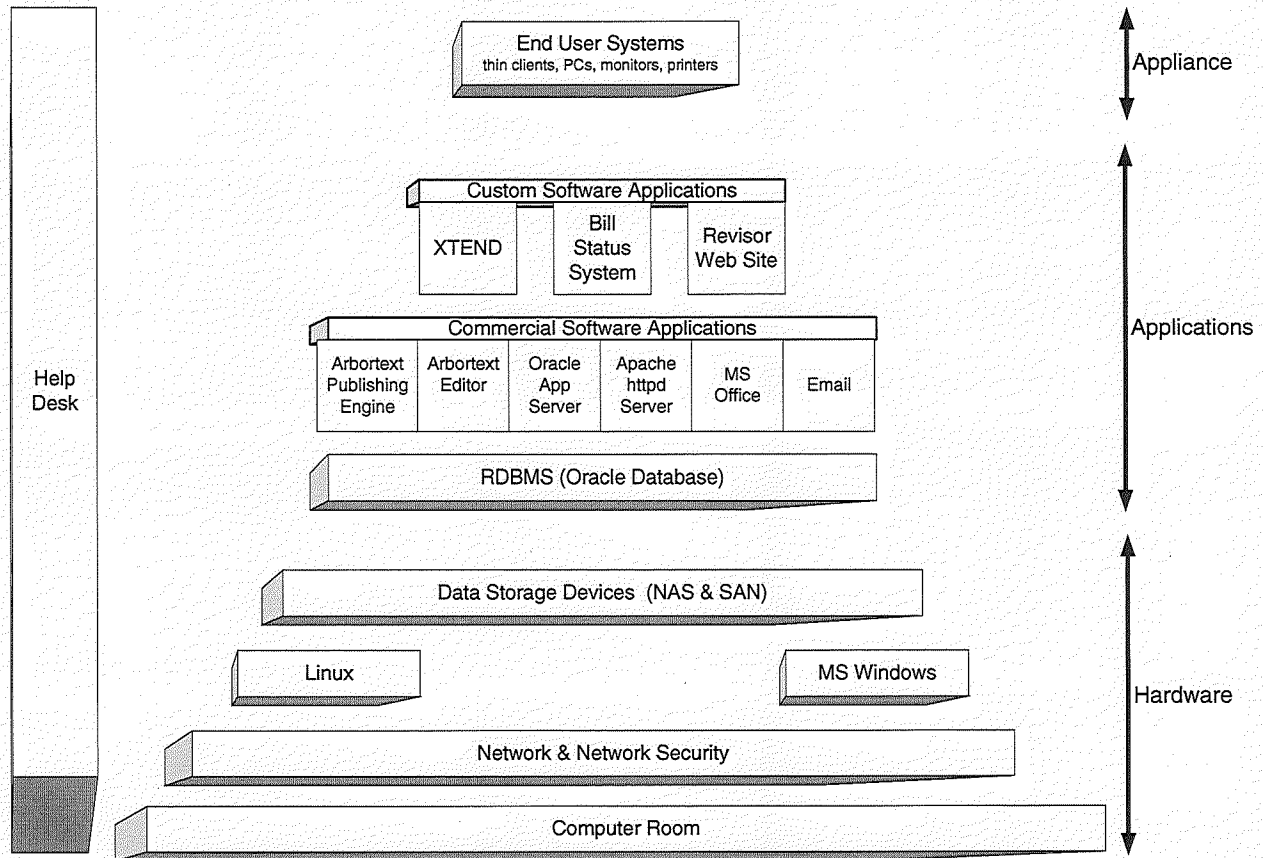 End User Systems
thin clients, PCs, monitors, printers
Appliance
Custom Software Applications
XTEND
Bill
Status
System
Revisor
Web Site
Commercial Software Applications
Applications
Arbortext
Publishing
Engine
Arbortext
Editor
Oracle
App
Server
Apache
httpd
Server
MS
Office
Email
Help
Desk
RDBMS (Oracle Database)
Data Storage Devices (NAS & SAN)
Linux
MS Windows
Hardware
Network & Network Security
Computer Room